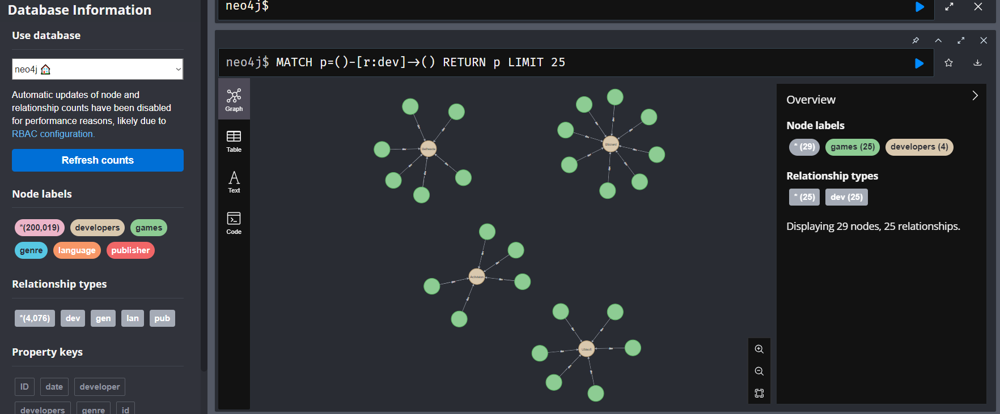 Database Information
Use database
neo4j
Automatic updates of node and
relationship counts have been disabled
for performance reasons, likely due to
RBAC configuration.
Refresh counts
Node labels
*(200,019) developers games
genre language publisher
Relationship types
*(4,076) dev gen lan pub
Property keys
ID date developer
developers genre id
neo4j$
neo4j$ MATCH p=()-[r:dev]→() RETURN p LIMIT 25
Graph
Table
Text
Code
Blizzard
Activision
Ubisoft
Overview
Node labels
* (29) games (25) developers (4)
Relationship types
* (25) dev (25)
Displaying 29 nodes, 25 relationships.